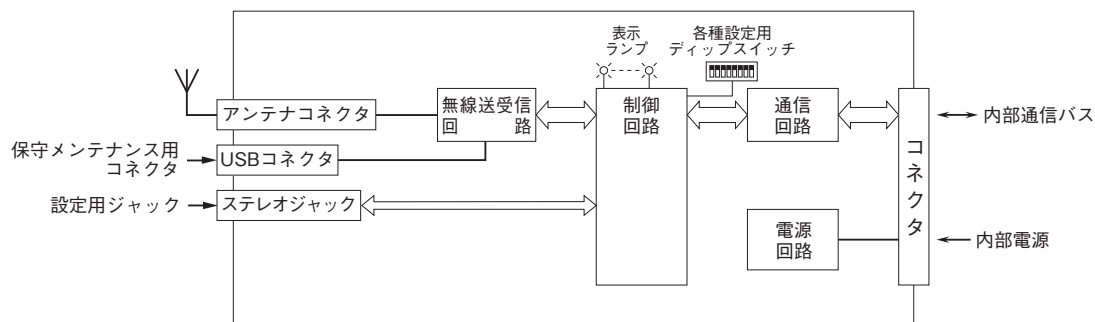 表示
ランプ
各種設定用
ディップスイッチ
アンテナコネクタ
無線送受信
回路
制御
回路
通信
回路
コネクタ
内部通信バス
保守メンテナンス用
コネクタ
USBコネクタ
設定用ジャック
ステレオジャック
電源
回路
内部電源